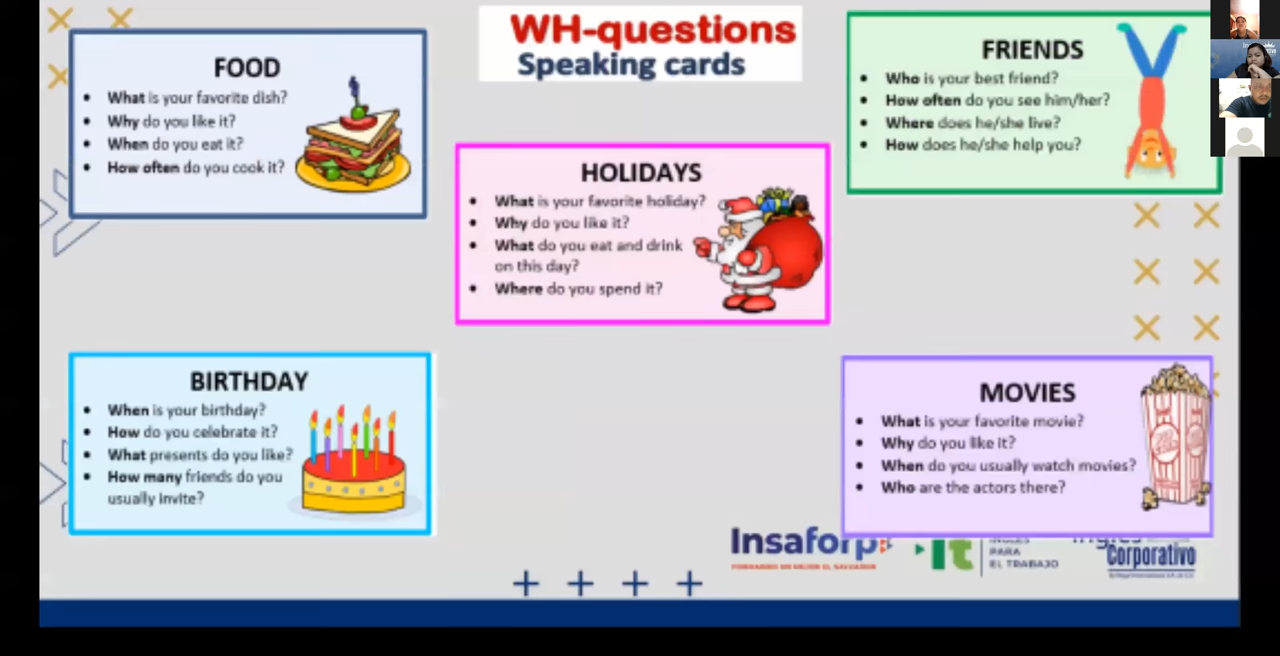 WH-questions
Speaking cards
FOOD
• What is your favorite dish?
• Why do you like it?
• When do you eat it?
• How often do you cook it?
HOLIDAYS
• What is your favorite holiday?
• Why do you like it?
• What do you eat and drink
on this day?
• Where do you spend it?
FRIENDS
• Who is your best friend?
• How often do you see him/her?
• Where does he/she live?
• How does he/she help you?
BIRTHDAY
• When is your birthday?
• How do you celebrate it?
• What presents do you like?
• How many friends do you
usually invite?
MOVIES
• What is your favorite movie?
• Why do you like it?
• When do you usually watch movies?
• Who are the actors there?
Insaforp
INGLÉS
PARA
EL TRABAJO
Corporativo